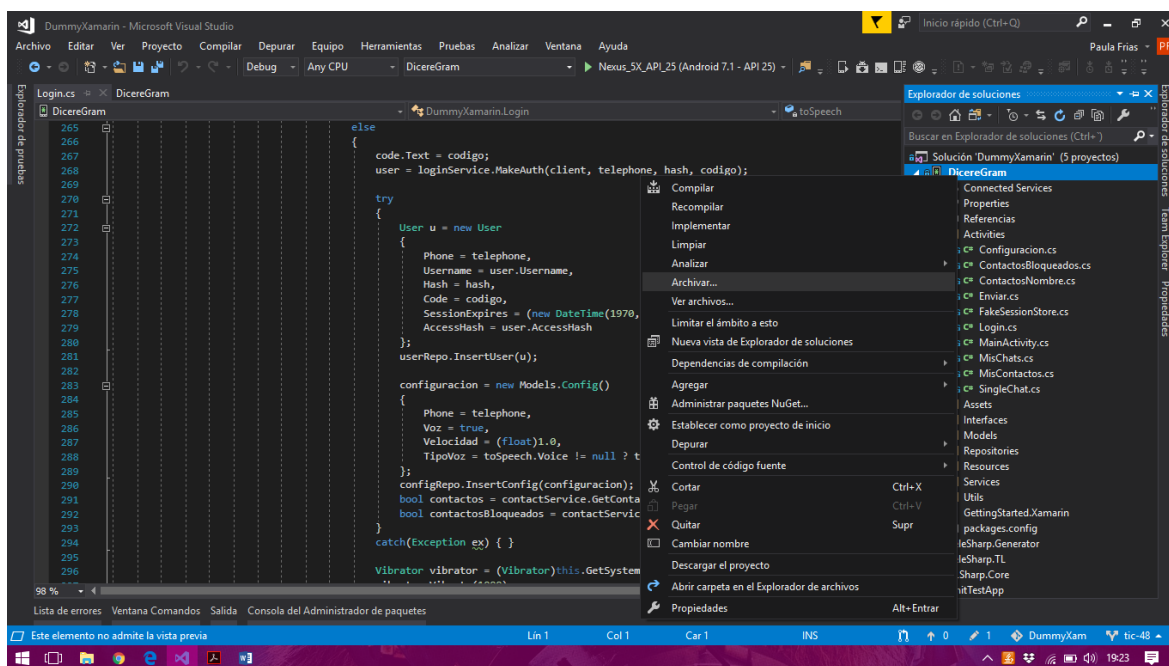 DummyXamarin - Microsoft Visual Studio
Inicio rápido (Ctrl+Q)
Archivo Editar Ver Proyecto Compilar Depurar Equipo Herramientas Pruebas Analizar Ventana Ayuda
Paula Frias
Debug Any CPU DicereGram Nexus_5X_API_25 (Android 7.1 - API 25)
Explorador de pruebas
Login.cs DicereGram
DicereGram DummyXamarin.Login toSpeech
265 else
266 {
267 code.Text = codigo;
268 user = loginService.MakeAuth(client, telephone, hash, codigo);
269
270 try
271 {
272 User u = new User
273 {
274 Phone = telephone,
275 Username = user.Username,
276 Hash = hash,
277 Code = codigo,
278 SessionExpires = (new DateTime(1970,
279 AccessHash = user.AccessHash
280 };
281 userRepo.InsertUser(u);
282
283 configuracion = new Models.Config()
284 {
285 Phone = telephone,
286 Voz = true,
287 Velocidad = (float)1.0,
288 TipoVoz = toSpeech.Voice != null ? t
289 };
290 configRepo.InsertConfig(configuracion);
291 bool contactos = contactService.GetConta
292 bool contactosBloqueados = contactServic
293 }
294 catch(Exception ex) { }
295
296 Vibrator vibrator = (Vibrator)this.GetSystem
98 %
Compilar
Recompilar
Implementar
Limpiar
Analizar
Archivar...
Ver archivos...
Limitar el ámbito a esto
Nueva vista de Explorador de soluciones
Dependencias de compilación
Agregar
Administrar paquetes NuGet...
Establecer como proyecto de inicio
Depurar
Control de código fuente
Cortar Ctrl+X
Pegar Ctrl+V
Quitar Supr
Cambiar nombre
Descargar el proyecto
Abrir carpeta en el Explorador de archivos
Propiedades Alt+Entrar
Explorador de soluciones
Buscar en Explorador de soluciones (Ctrl+`)
Solución 'DummyXamarin' (5 proyectos)
DicereGram
Connected Services
Properties
Referencias
Activities
Configuracion.cs
ContactosBloqueados.cs
ContactosNombre.cs
Enviar.cs
FakeSessionStore.cs
Login.cs
MainActivity.cs
MisChats.cs
MisContactos.cs
SingleChat.cs
Assets
Interfaces
Models
Repositories
Resources
Services
Utils
GettingStarted.Xamarin
packages.config
leSharp.Generator
leSharp.TL
Sharp.Core
nitTestApp
Explorador de soluciones
Team Explorer
Propiedades
Lista de errores Ventana Comandos Salida Consola del Administrador de paquetes
Este elemento no admite la vista previa Lín 1 Col 1 Car 1 INS 0 1 DummyXam tic-48
19:23